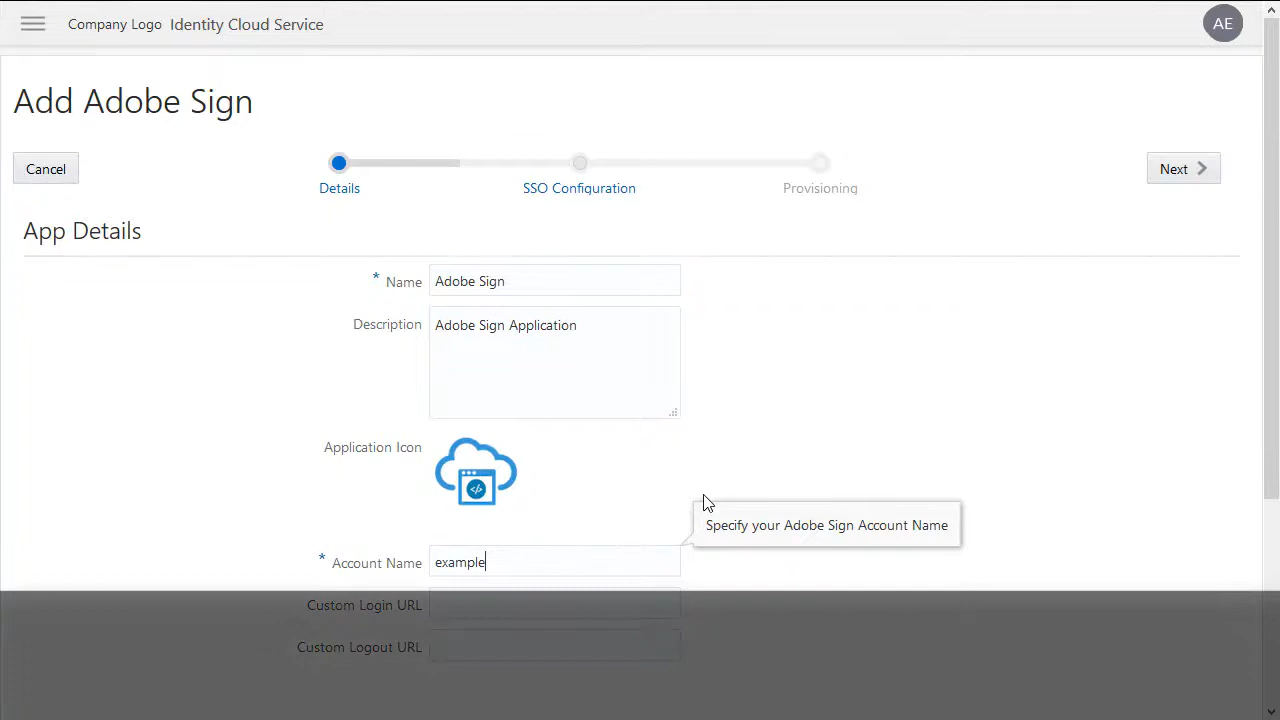 Company Logo Identity Cloud Service
AE
Add Adobe Sign
Cancel
Next
Details
SSO Configuration
Provisioning
App Details
* Name
Adobe Sign
Description
Adobe Sign Application
Application Icon
</>
Specify your Adobe Sign Account Name
* Account Name
example
Custom Login URL
Custom Logout URL